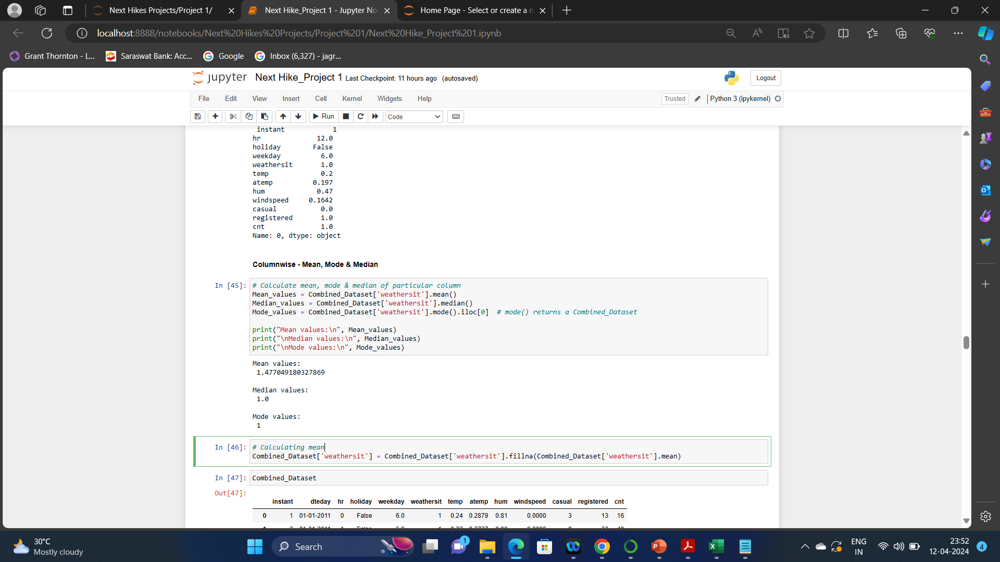 Next Hikes Projects/Project 1/
Next Hike_Project 1 - Jupyter No
Home Page - Select or create a n
localhost:8888/notebooks/Next%20Hikes%20Projects/Project%201/Next%20Hike_Project%201.ipynb
Grant Thornton - L...
Saraswat Bank: Acc...
Google
Inbox (6,327) - jagr...
jupyter Next Hike_Project 1 Last Checkpoint: 11 hours ago (autosaved)
Logout
File Edit View Insert Cell Kernel Widgets Help
Trusted
Python 3 (ipykernel)
Run
Code
instant 1
hr 12.0
holiday False
weekday 6.0
weathersit 1.0
temp 0.2
atemp 0.197
hum 0.47
windspeed 0.1642
casual 0.0
registered 1.0
cnt 1.0
Name: 0, dtype: object
Columnwise - Mean, Mode & Median
In [45]: # Calculate mean, mode & median of particular column
Mean_values = Combined_Dataset['weathersit'].mean()
Median_values = Combined_Dataset['weathersit'].median()
Mode_values = Combined_Dataset['weathersit'].mode().iloc[0] # mode() returns a Combined_Dataset
print("Mean values:\n", Mean_values)
print("\nMedian values:\n", Median_values)
print("\nMode values:\n", Mode_values)
Mean values:
1.477049180327869
Median values:
1.0
Mode values:
1
In [46]: # Calculating mean
Combined_Dataset['weathersit'] = Combined_Dataset['weathersit'].fillna(Combined_Dataset['weathersit'].mean)
In [47]: Combined_Dataset
Out[47]:
instant dteday hr holiday weekday weathersit temp atemp hum windspeed casual registered cnt
0 1 01-01-2011 0 False 6.0 1 0.24 0.2879 0.81 0.0000 3 13 16
30°C
Mostly cloudy
Search
1
ENG
IN
23:52
12-04-2024
4